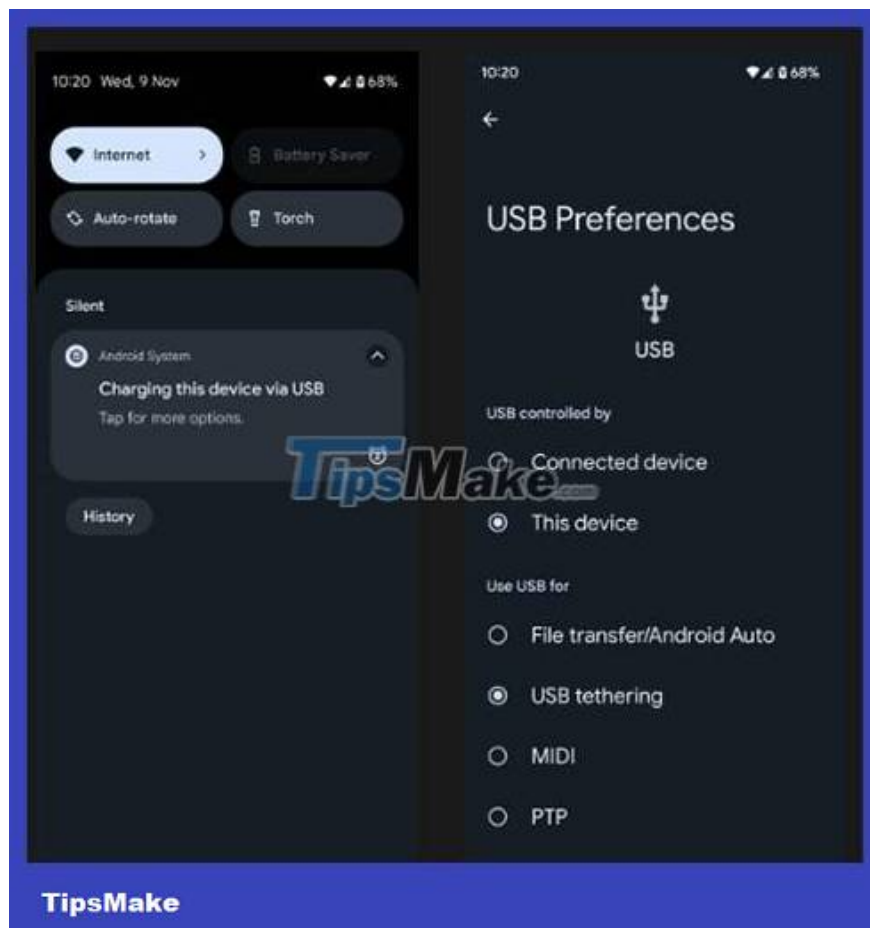 10:20 Wed, 9 Nov
68%
Internet
Battery Saver
Auto-rotate
Torch
Silent
Android System
Charging this device via USB
Tap for more options.
History
10:20
68%
USB Preferences
USB
USB controlled by
Connected device
This device
Use USB for
File transfer/Android Auto
USB tethering
MIDI
PTP
TipsMake.com
TipsMake